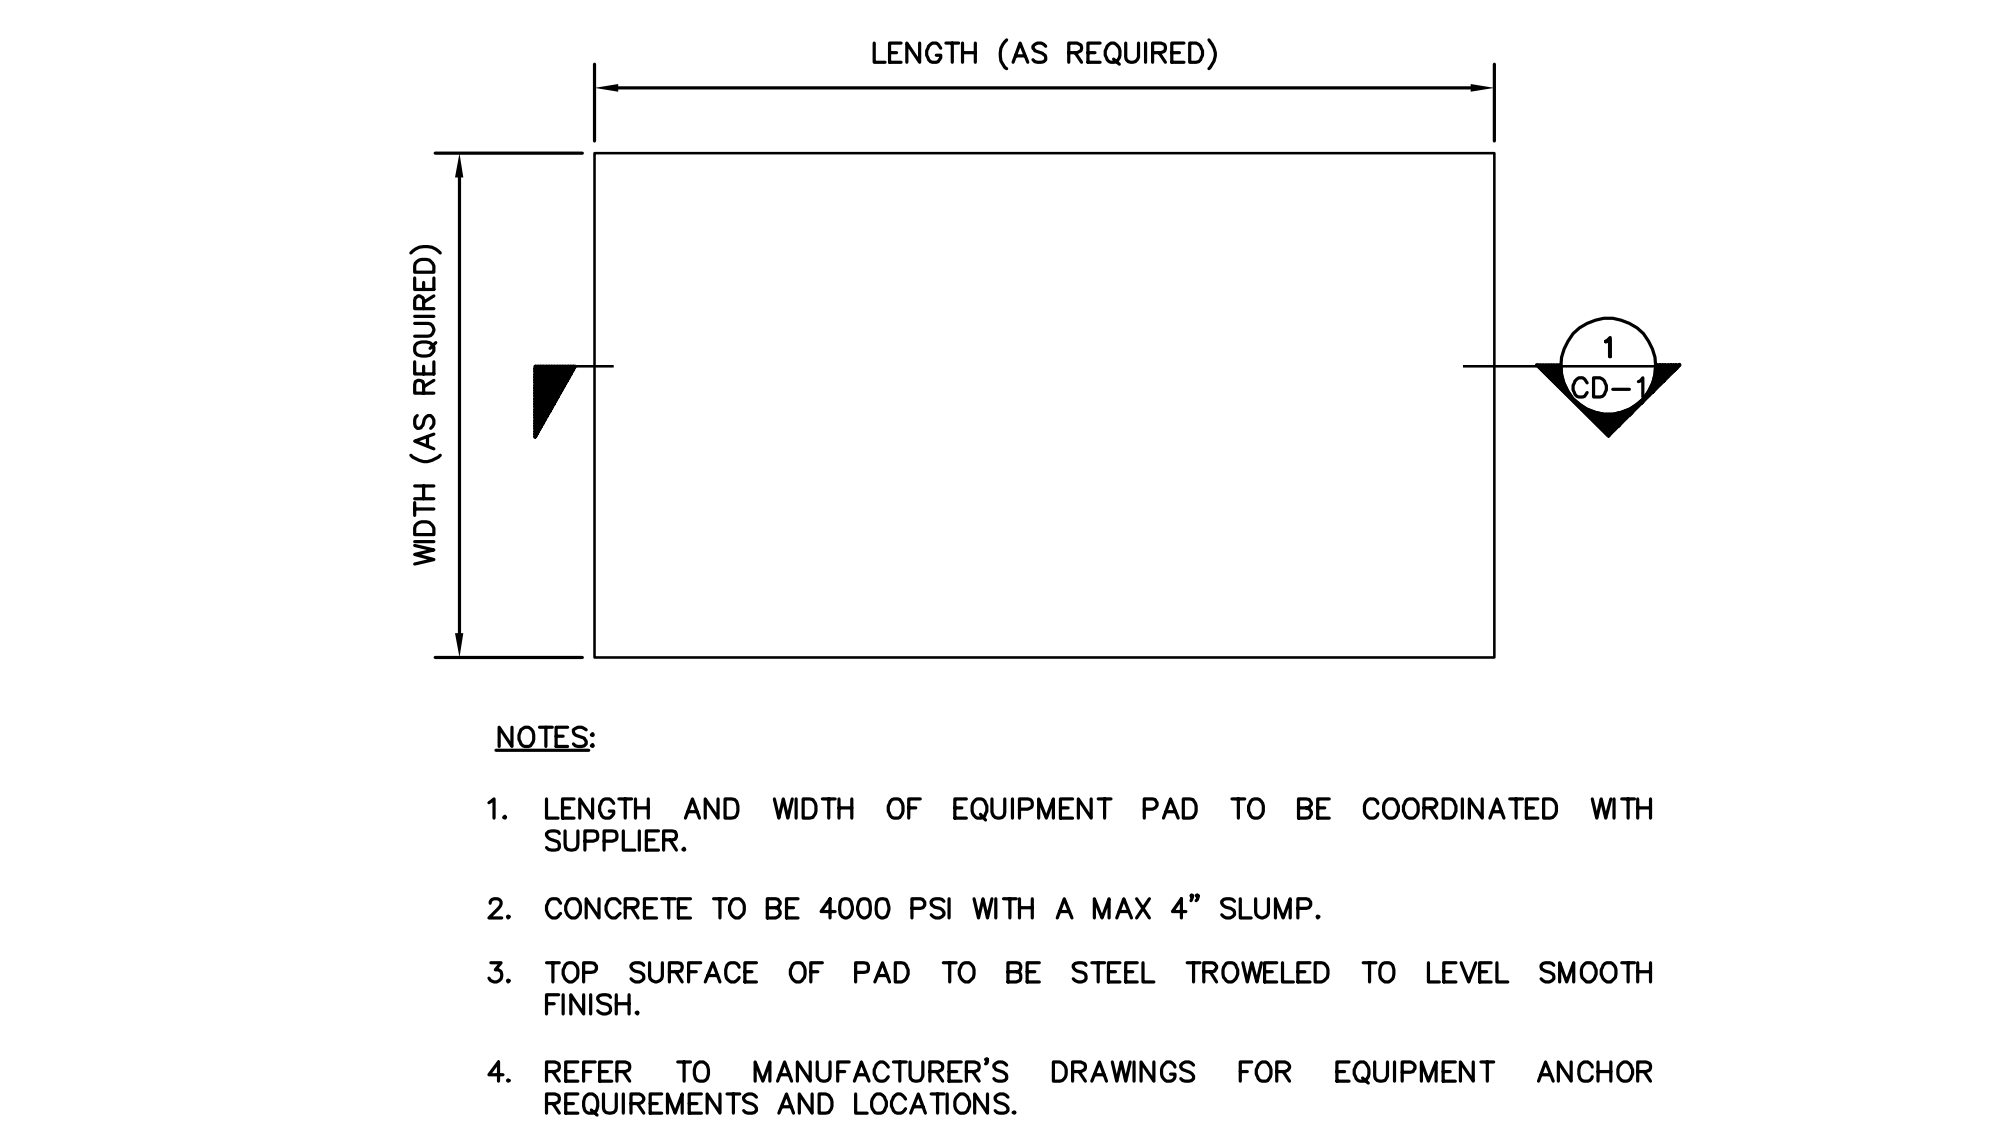 LENGTH (AS REQUIRED)
WIDTH (AS REQUIRED)
1
CD-1
NOTES:
1. LENGTH AND WIDTH OF EQUIPMENT PAD TO BE COORDINATED WITH
SUPPLIER.
2. CONCRETE TO BE 4000 PSI WITH A MAX 4” SLUMP.
3. TOP SURFACE OF PAD TO BE STEEL TROWELED TO LEVEL SMOOTH
FINISH.
4. REFER TO MANUFACTURER’S DRAWINGS FOR EQUIPMENT ANCHOR
REQUIREMENTS AND LOCATIONS.